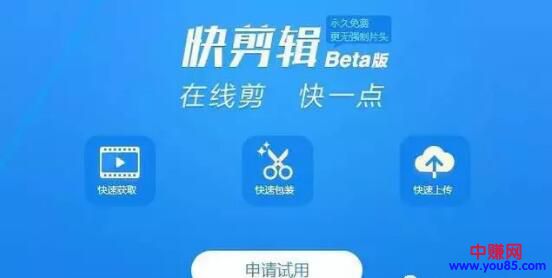 永久免费
更无强制片头
快剪辑 Beta版
在线剪 快一点
快速获取
快速包装
快速上传
申请试用
中赚网
www.you85.com